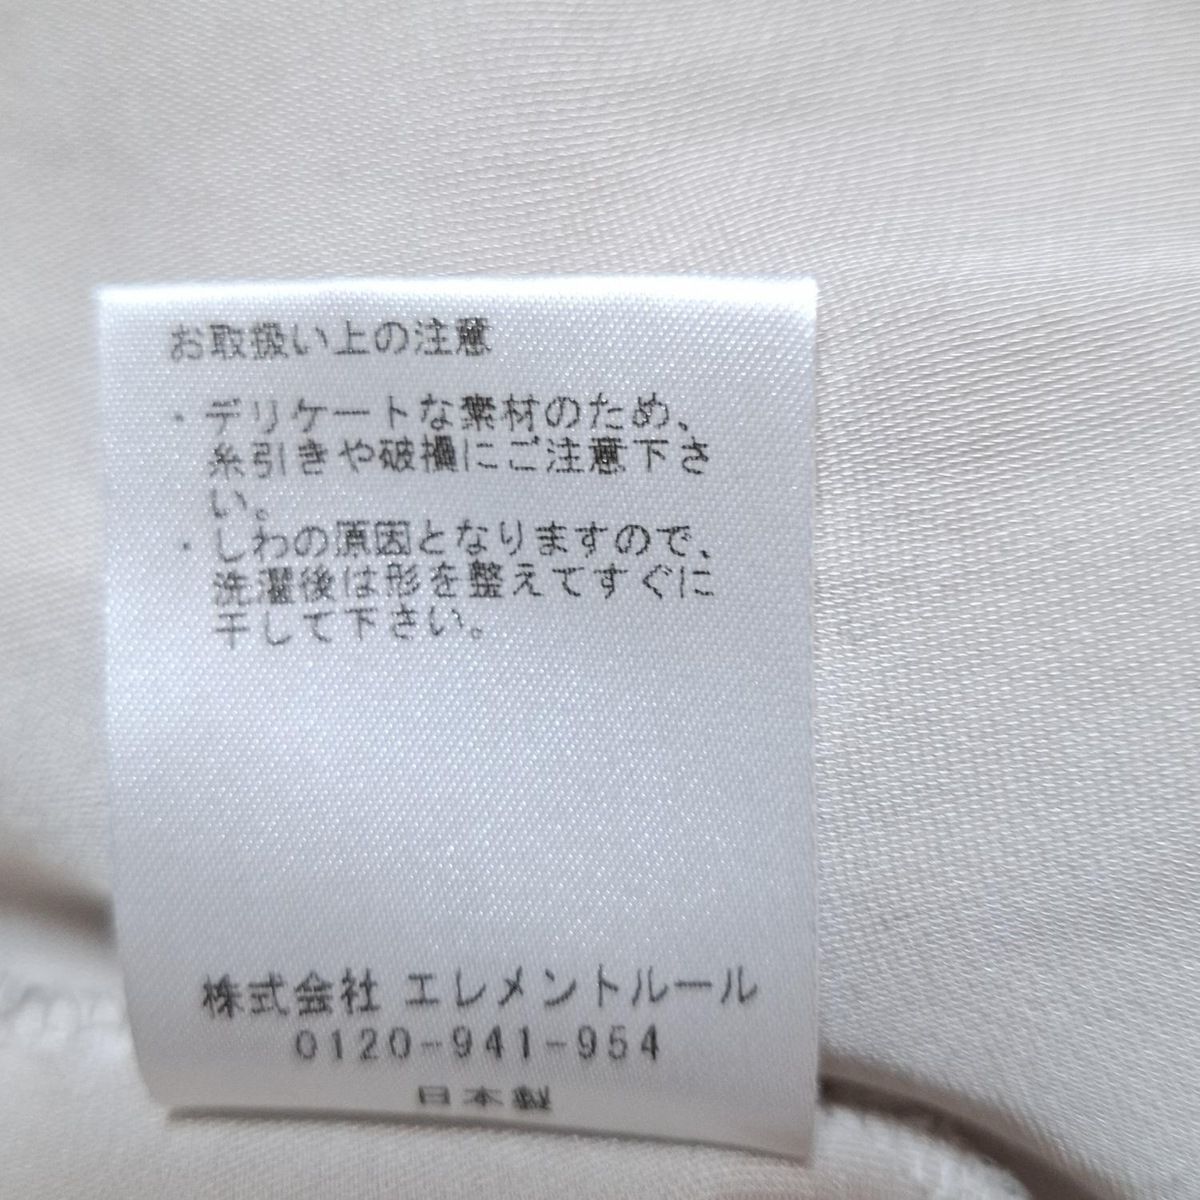 お取扱い上の注意
・デリケートな素材のため、
糸引きや破損にご注意下さ
い。
・しわの原因となりますので、
洗濯後は形を整えてすぐに
干して下さい。
株式会社 エレメントルール
0120-941-954
日本製